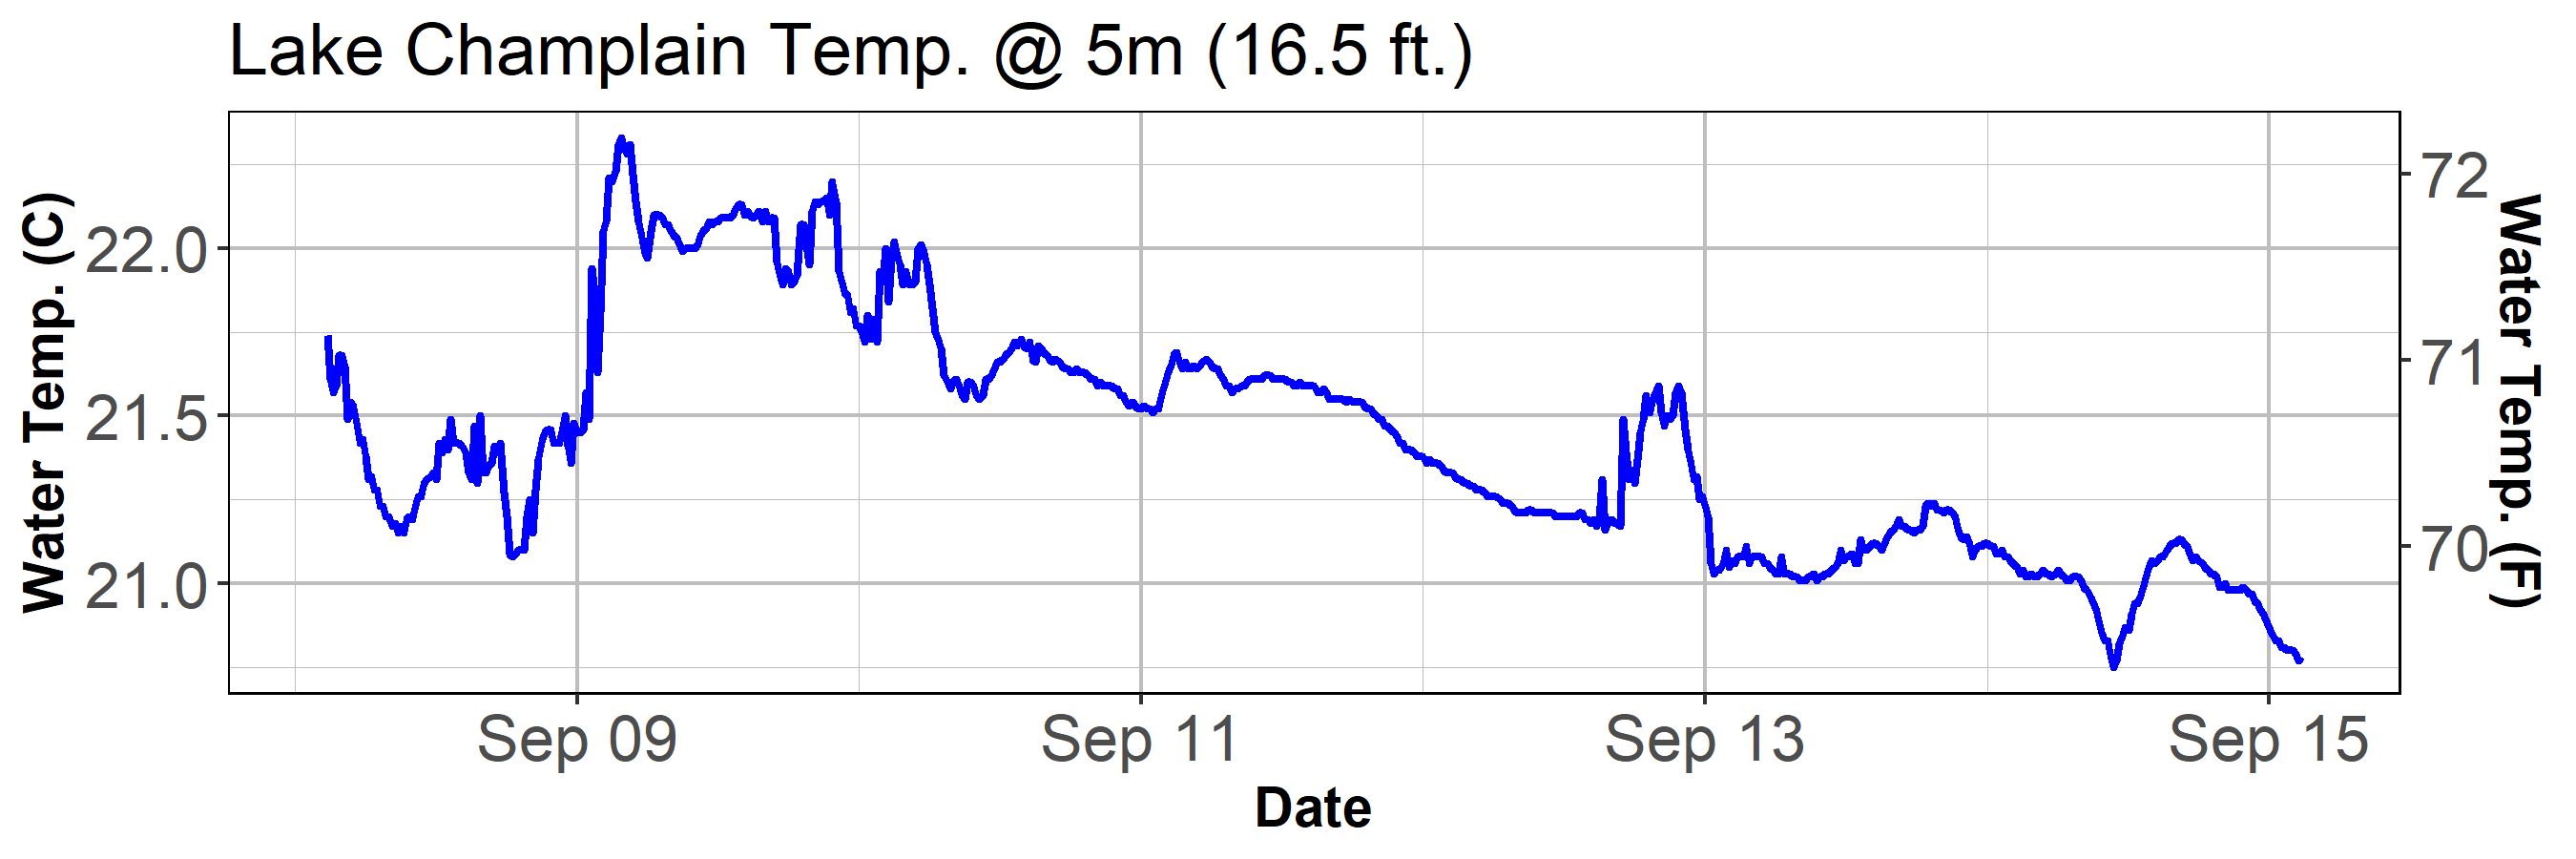 Lake Champlain Temp. @ 5m (16.5 ft.)
Water Temp. (C)
22.0
21.5
21.0
72
71
70
Water Temp. (F)
Sep 09 Sep 11 Sep 13 Sep 15
Date